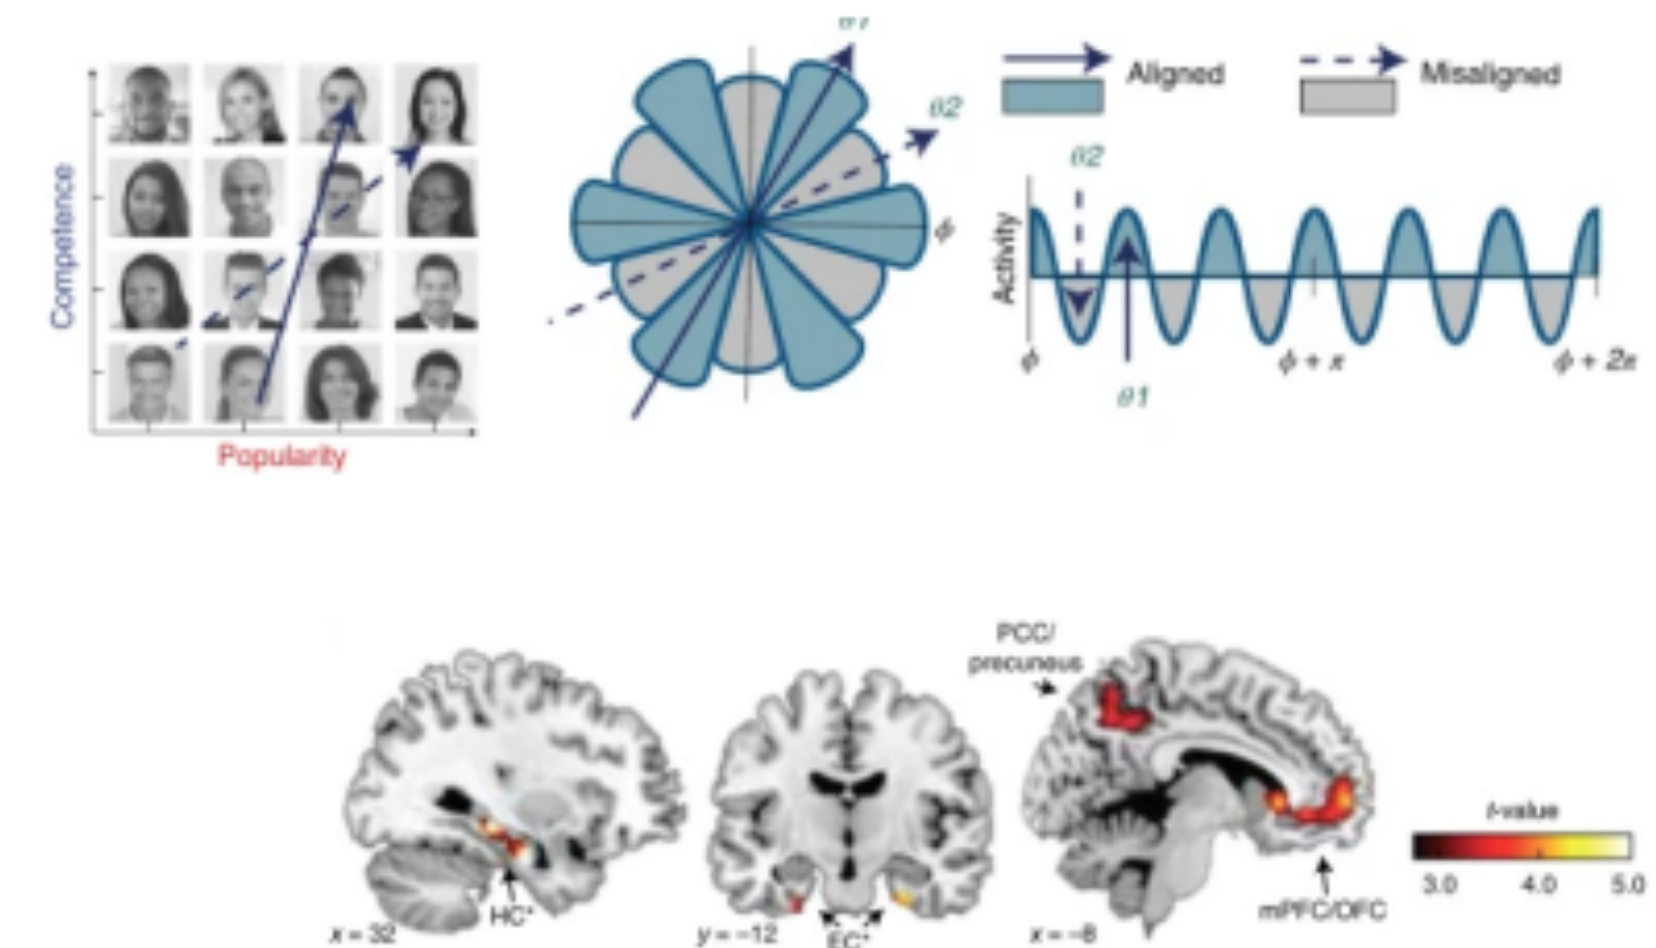 Competence
Popularity
θ2
ϕ
Aligned
Misaligned
θ2
Activity
ϕ
ϕ + π
ϕ + 2π
θ1
PCC/
precuneus
HC*
x = 32
y = −12
EC*
x = −8
mPFC/OFC
t-value
3.0
4.0
5.0